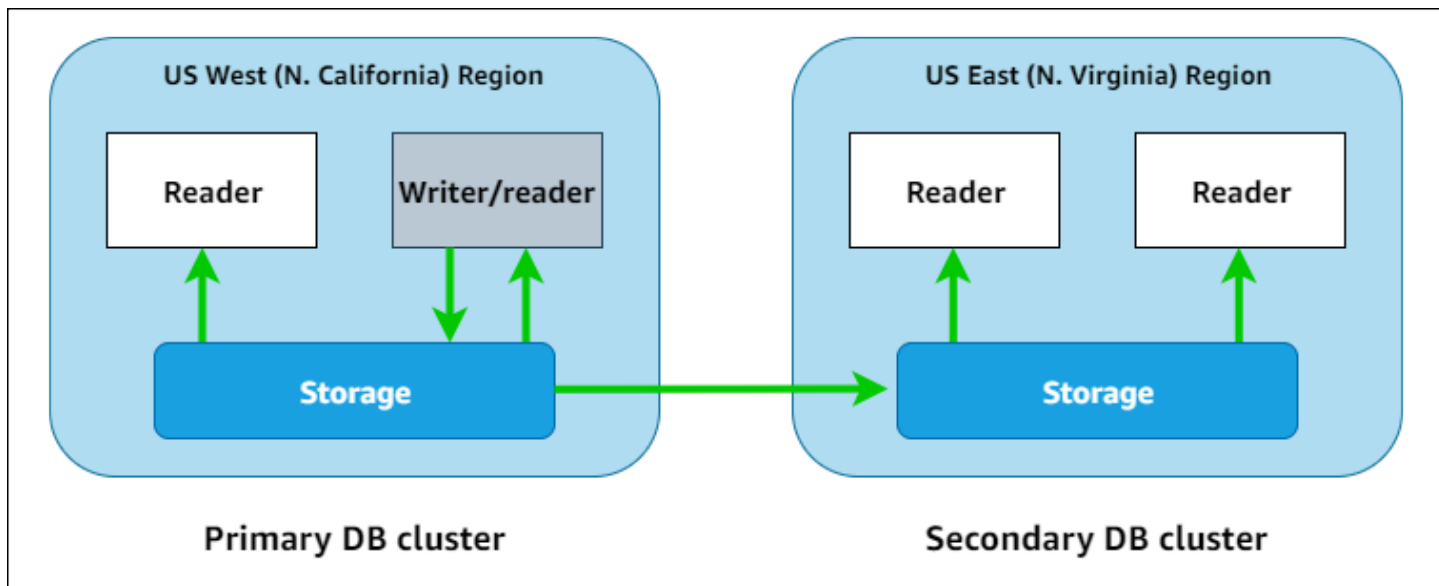 US West (N. California) Region
Reader
Writer/reader
Storage
Primary DB cluster
US East (N. Virginia) Region
Reader
Reader
Storage
Secondary DB cluster